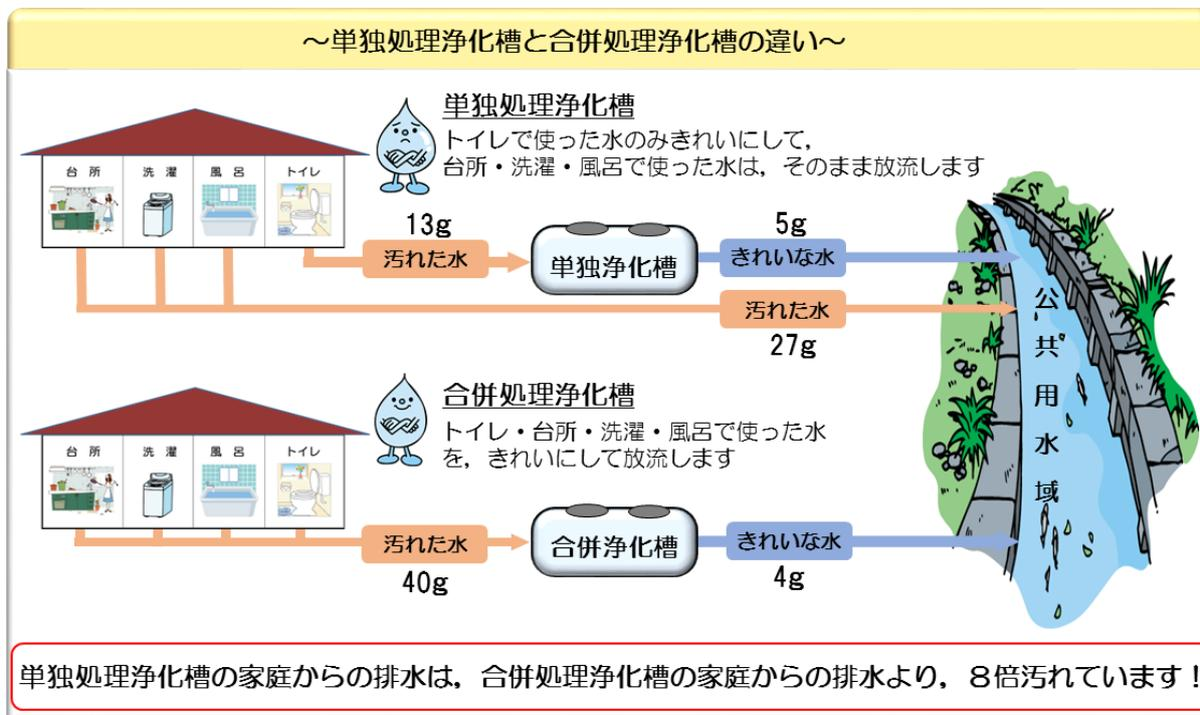 ～単独処理浄化槽と合併処理浄化槽の違い～
単独処理浄化槽
トイレで使った水のみきれいにして，
台所・洗濯・風呂で使った水は，そのまま放流します
台所 洗濯 風呂 トイレ
13g
汚れた水
単独浄化槽
5g
きれいな水
汚れた水
27g
合併処理浄化槽
トイレ・台所・洗濯・風呂で使った水
を，きれいにして放流します
台所 洗濯 風呂 トイレ
汚れた水
40g
合併浄化槽
きれいな水
4g
公共用水域
単独処理浄化槽の家庭からの排水は，合併処理浄化槽の家庭からの排水より，８倍汚れています！